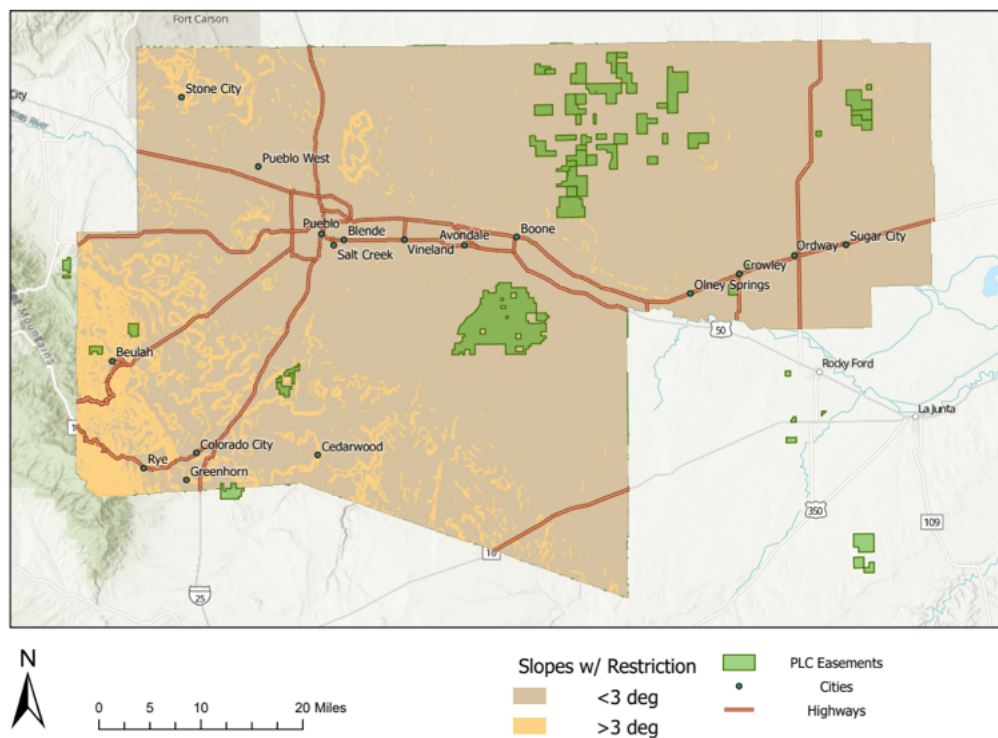 Fort Carson
City
Stone City
River
Pueblo West
Pueblo
Blende
Avondale
Boone
Salt Creek
Vineland
Sugar City
Ordway
Crowley
Olney Springs
Mountains
50
Beulah
Rocky Ford
La Junta
Colorado City
Cedarwood
Rye
Greenhorn
350
109
10
25
N
0 5 10 20 Miles
Slopes w/ Restriction
<3 deg
>3 deg
PLC Easements
Cities
Highways